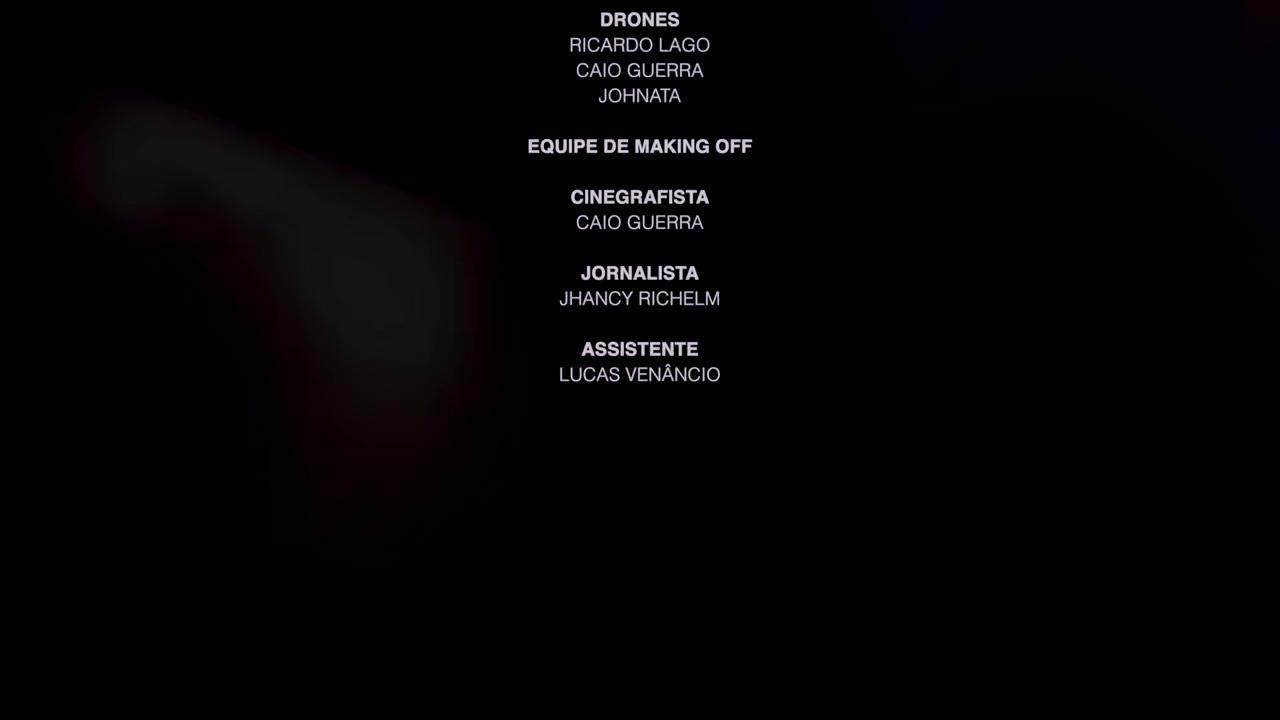 DRONES
RICARDO LAGO
CAIO GUERRA
JOHNATA
EQUIPE DE MAKING OFF
CINEGRAFISTA
CAIO GUERRA
JORNALISTA
JHANCY RICHELM
ASSISTENTE
LUCAS VENÂNCIO